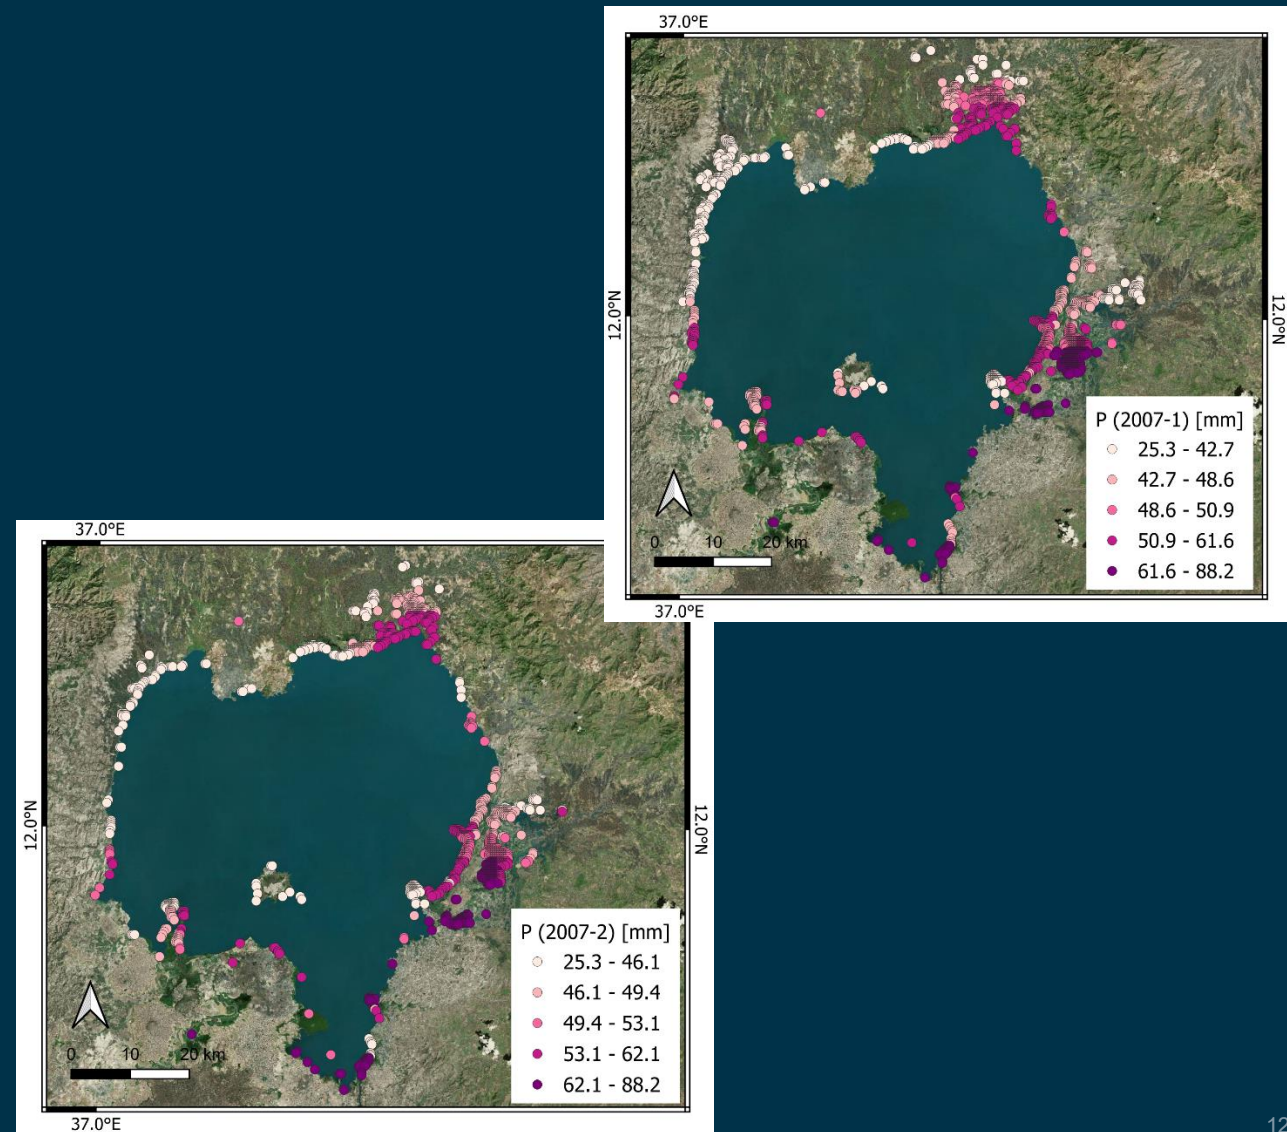 37.0°E
12.0°N
12.0°N
P (2007-1) [mm]
25.3 - 42.7
42.7 - 48.6
48.6 - 50.9
50.9 - 61.6
61.6 - 88.2
0 10 20 km
37.0°E
37.0°E
12.0°N
12.0°N
P (2007-2) [mm]
25.3 - 46.1
46.1 - 49.4
49.4 - 53.1
53.1 - 62.1
62.1 - 88.2
0 10 20 km
37.0°E
12